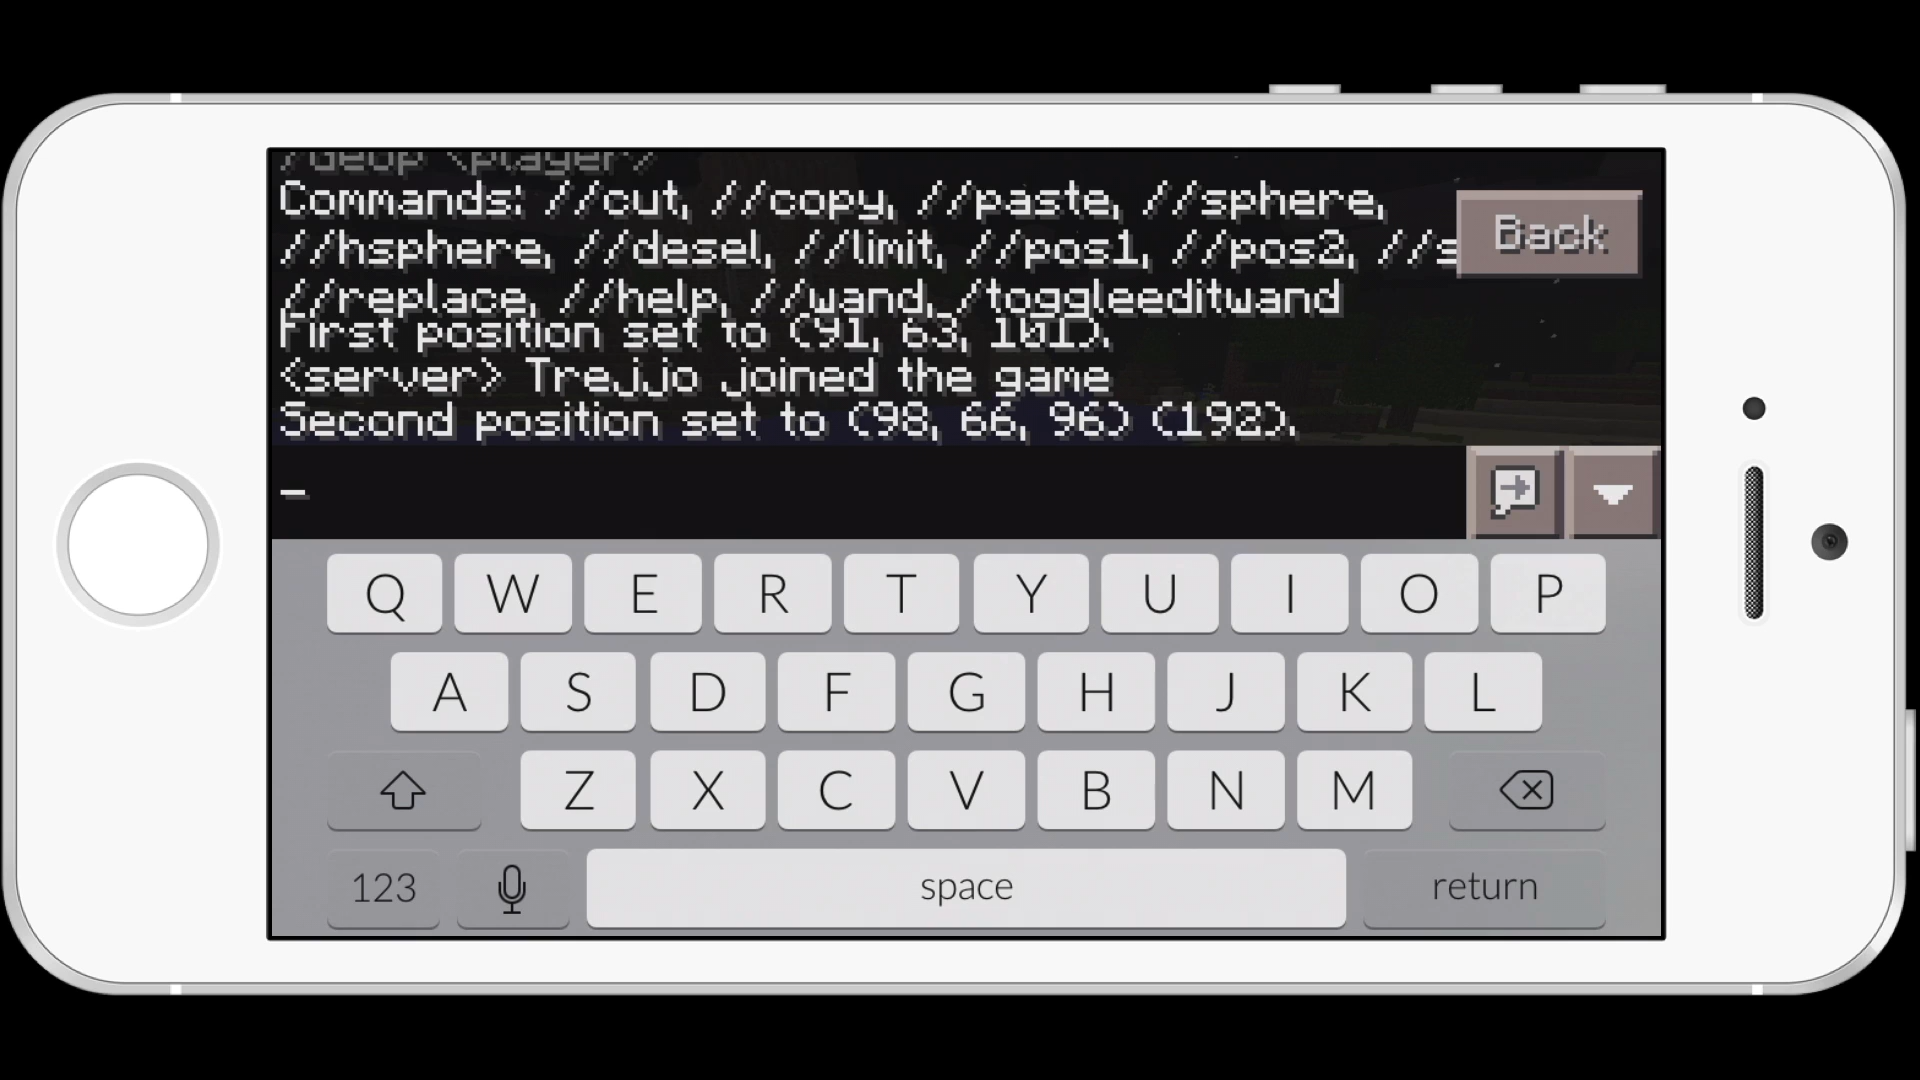 /deop <player>
Commands: //cut, //copy, //paste, //sphere,
//hsphere, //desel, //limit, //pos1, //pos2, //s
Back
//replace, //help, //wand, /toggleeditwand
First position set to (91, 63, 101).
<server> Trejjo joined the game
Second position set to (98, 66, 96) (192).
_
Q W E R T Y U I O P
A S D F G H J K L
Z X C V B N M
123 space return